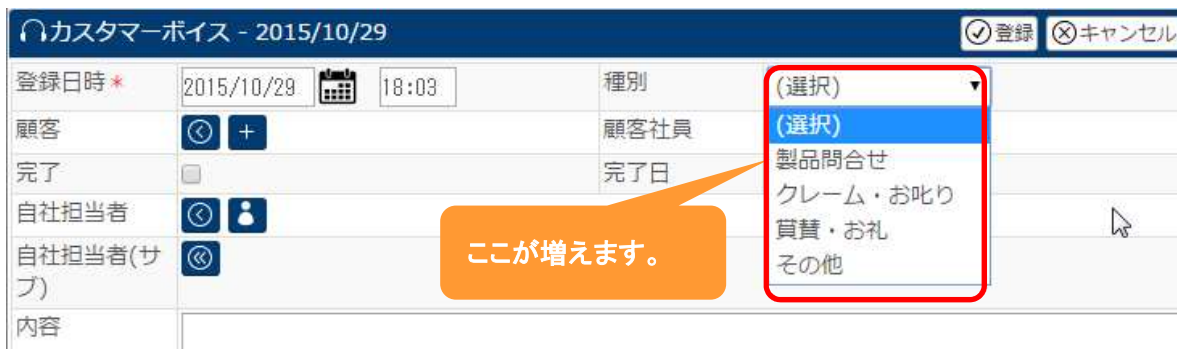 カスタマーボイス - 2015/10/29 登録 キャンセル
登録日時* 2015/10/29 18:03 種別 (選択)
顧客 顧客社員 (選択)
完了 完了日 製品問合せ
クレーム・お叱り
自社担当者 賞賛・お礼
自社担当者(サ
ブ) ここが増えます。 その他
内容